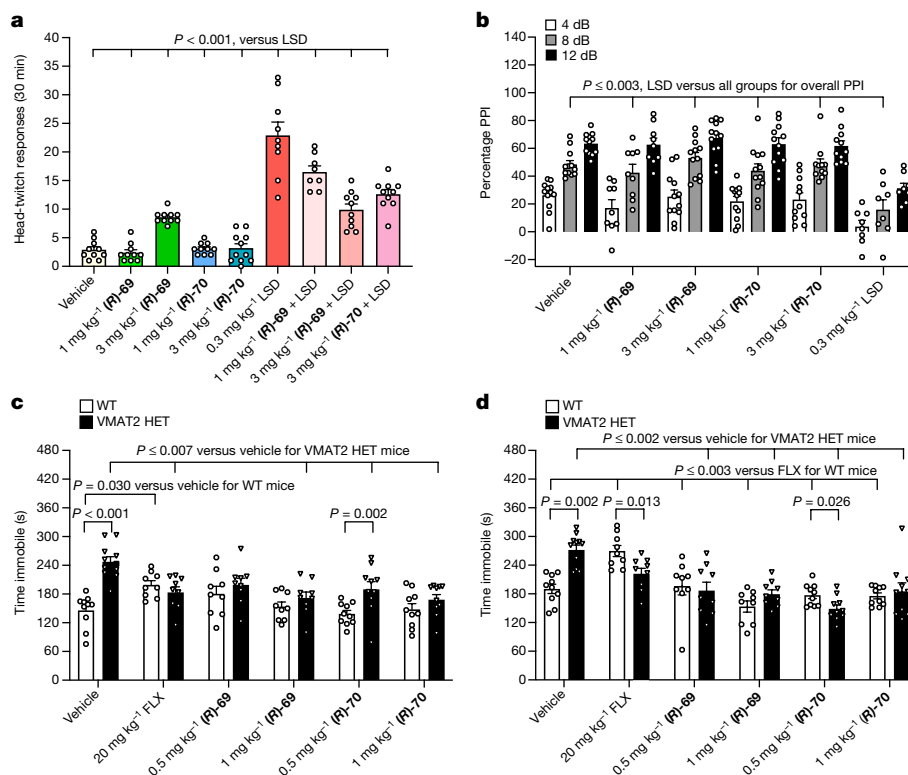 a
P < 0.001, versus LSD
Head-twitch responses (30 min)
40
35
30
25
20
15
10
5
0
Vehicle
1 mg kg⁻¹ (R)-69
3 mg kg⁻¹ (R)-69
1 mg kg⁻¹ (R)-70
3 mg kg⁻¹ (R)-70
0.3 mg kg⁻¹ LSD
1 mg kg⁻¹ (R)-69 + LSD
3 mg kg⁻¹ (R)-69 + LSD
3 mg kg⁻¹ (R)-70 + LSD
b
4 dB
8 dB
12 dB
P ≤ 0.003, LSD versus all groups for overall PPI
Percentage PPI
140
120
100
80
60
40
20
0
−20
Vehicle
1 mg kg⁻¹ (R)-69
3 mg kg⁻¹ (R)-69
1 mg kg⁻¹ (R)-70
3 mg kg⁻¹ (R)-70
0.3 mg kg⁻¹ LSD
c
WT
VMAT2 HET
P ≤ 0.007 versus vehicle for VMAT2 HET mice
P = 0.030 versus vehicle for WT mice
P < 0.001
P = 0.002
Time immobile (s)
480
420
360
300
240
180
120
60
0
Vehicle
20 mg kg⁻¹ FLX
0.5 mg kg⁻¹ (R)-69
1 mg kg⁻¹ (R)-69
0.5 mg kg⁻¹ (R)-70
1 mg kg⁻¹ (R)-70
d
WT
VMAT2 HET
P ≤ 0.002 versus vehicle for VMAT2 HET mice
P ≤ 0.003 versus FLX for WT mice
P = 0.002
P = 0.013
P = 0.026
Time immobile (s)
480
420
360
300
240
180
120
60
0
Vehicle
20 mg kg⁻¹ FLX
0.5 mg kg⁻¹ (R)-69
1 mg kg⁻¹ (R)-69
0.5 mg kg⁻¹ (R)-70
1 mg kg⁻¹ (R)-70